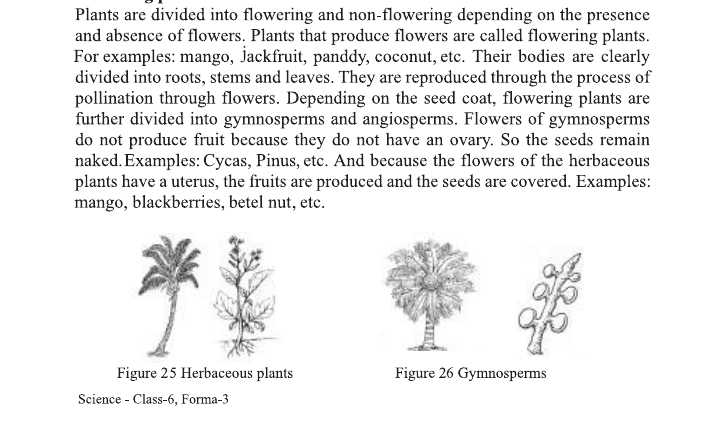 Plants are divided into flowering and non-flowering depending on the presence
and absence of flowers. Plants that produce flowers are called flowering plants.
For examples: mango, jackfruit, panddy, coconut, etc. Their bodies are clearly
divided into roots, stems and leaves. They are reproduced through the process of
pollination through flowers. Depending on the seed coat, flowering plants are
further divided into gymnosperms and angiosperms. Flowers of gymnosperms
do not produce fruit because they do not have an ovary. So the seeds remain
naked. Examples: Cycas, Pinus, etc. And because the flowers of the herbaceous
plants have a uterus, the fruits are produced and the seeds are covered. Examples:
mango, blackberries, betel nut, etc.
Figure 25 Herbaceous plants
Figure 26 Gymnosperms
Science - Class-6, Forma-3